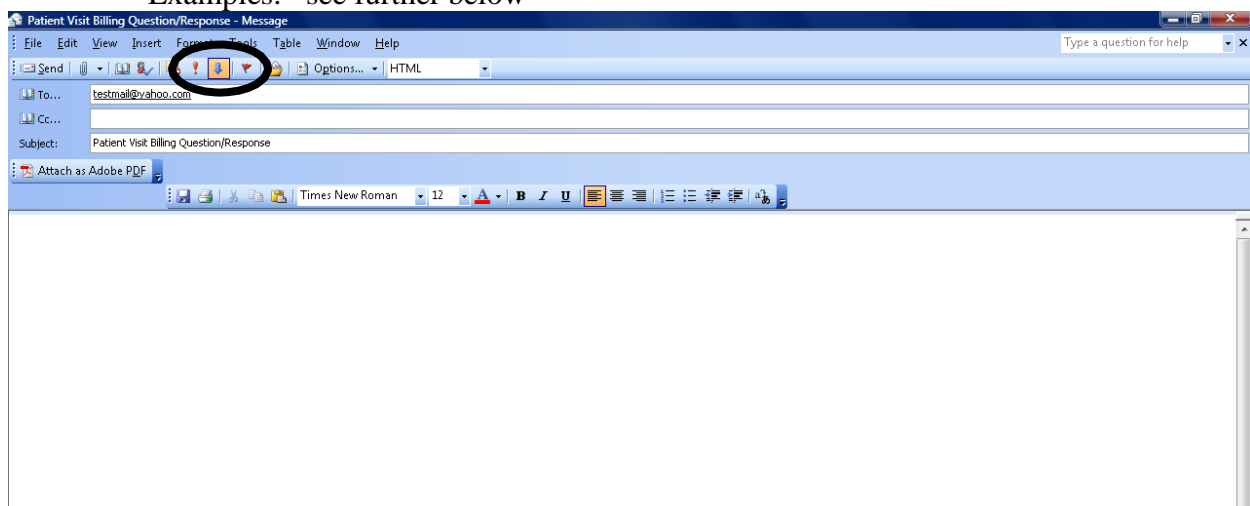 Examples: see further below
Patient Visit Billing Question/Response - Message
File Edit View Insert Format Tools Table Window Help Type a question for help
Send Options... HTML
To... testmail@yahoo.com
Cc...
Subject: Patient Visit Billing Question/Response
Attach as Adobe PDF
Times New Roman 12 A B I U